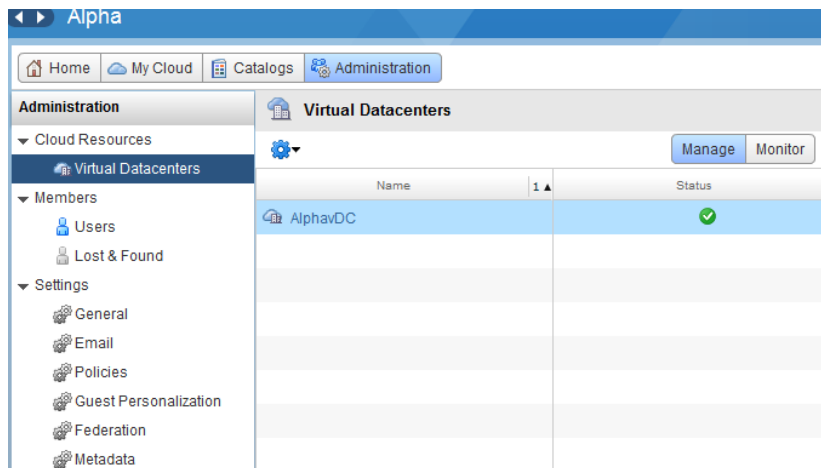 Alpha
Home My Cloud Catalogs Administration
Administration
Cloud Resources
Virtual Datacenters
Members
Users
Lost & Found
Settings
General
Email
Policies
Guest Personalization
Federation
Metadata
Virtual Datacenters
Manage Monitor
Name 1 Status
AlphavDC